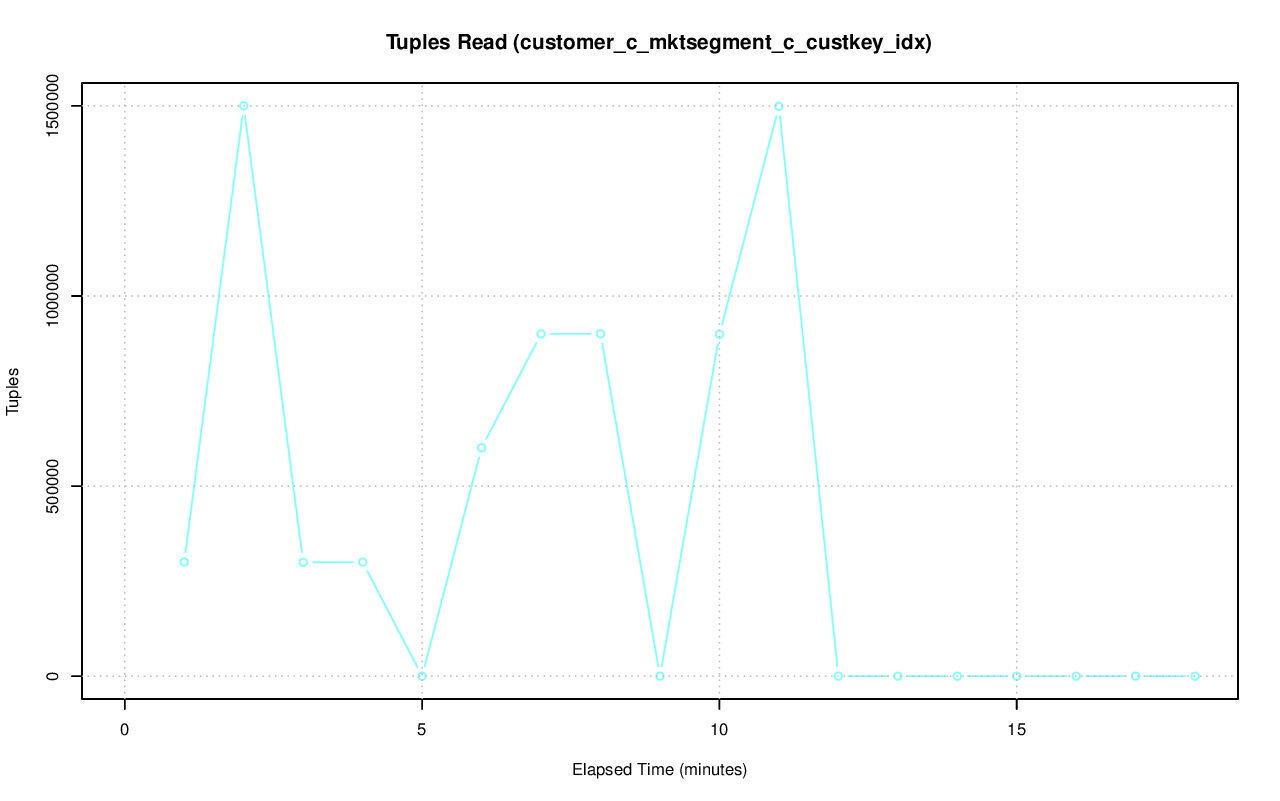 Tuples Read (customer_c_mktsegment_c_custkey_idx)
1500000
1000000
500000
0
Tuples
0 5 10 15
Elapsed Time (minutes)